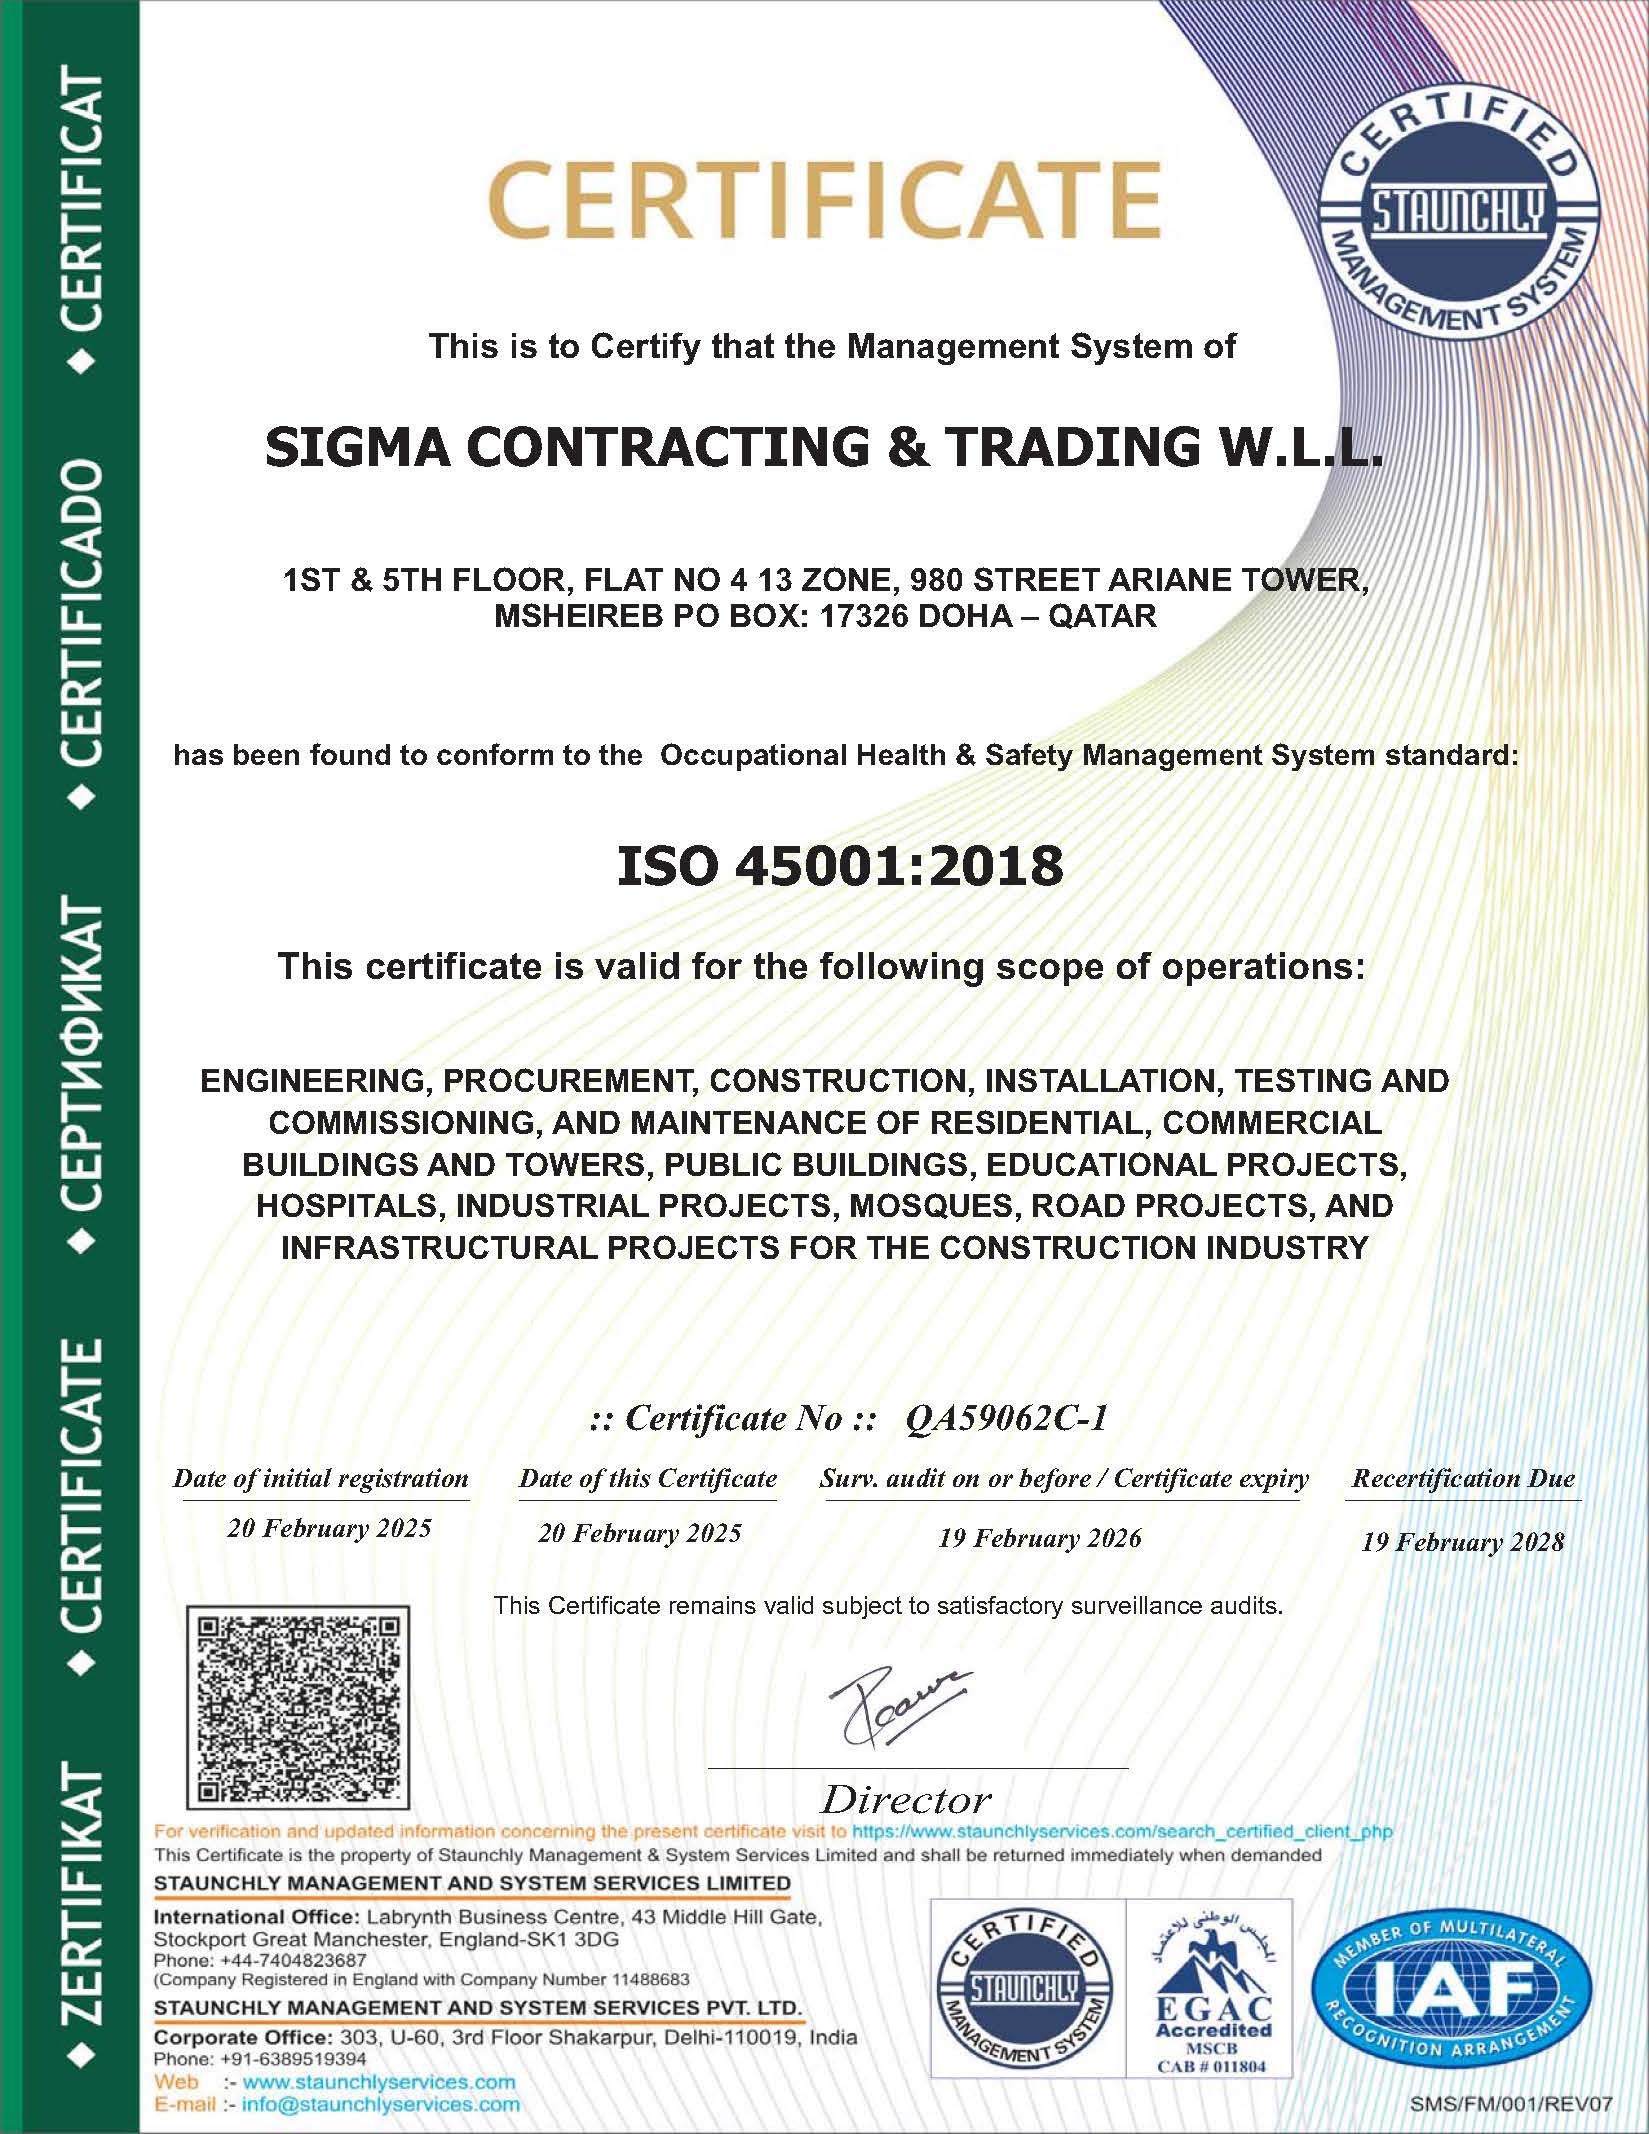 CERTIFICATE
CERTIFIED
STAUNCHLY
MANAGEMENT SYSTEM
This is to Certify that the Management System of
SIGMA CONTRACTING & TRADING W.L.L.
1ST & 5TH FLOOR, FLAT NO 4 13 ZONE, 980 STREET ARIANE TOWER,
MSHEIREB PO BOX: 17326 DOHA – QATAR
has been found to conform to the Occupational Health & Safety Management System standard:
ISO 45001:2018
This certificate is valid for the following scope of operations:
ENGINEERING, PROCUREMENT, CONSTRUCTION, INSTALLATION, TESTING AND
COMMISSIONING, AND MAINTENANCE OF RESIDENTIAL, COMMERCIAL
BUILDINGS AND TOWERS, PUBLIC BUILDINGS, EDUCATIONAL PROJECTS,
HOSPITALS, INDUSTRIAL PROJECTS, MOSQUES, ROAD PROJECTS, AND
INFRASTRUCTURAL PROJECTS FOR THE CONSTRUCTION INDUSTRY
:: Certificate No :: QA59062C-1
Date of initial registration Date of this Certificate Surv. audit on or before / Certificate expiry Recertification Due
20 February 2025 20 February 2025 19 February 2026 19 February 2028
This Certificate remains valid subject to satisfactory surveillance audits.
Director
For verification and updated information concerning the present certificate visit to https://www.staunchlyservices.com/search_certified_client_php
This Certificate is the property of Staunchly Management & System Services Limited and shall be returned immediately when demanded
STAUNCHLY MANAGEMENT AND SYSTEM SERVICES LIMITED
International Office: Labrynth Business Centre, 43 Middle Hill Gate,
Stockport Great Manchester, England-SK1 3DG
Phone: +44-7404823687
(Company Registered in England with Company Number 11488683
STAUNCHLY MANAGEMENT AND SYSTEM SERVICES PVT. LTD.
Corporate Office: 303, U-60, 3rd Floor Shakarpur, Delhi-110019, India
Phone: +91-6389519394
Web :- www.staunchlyservices.com
E-mail :- info@staunchlyservices.com
CERTIFIED
STAUNCHLY
MANAGEMENT SYSTEM
المجلس الوطنى للاعتماد
EGAC
Accredited
MSCB
CAB # 011804
MEMBER OF MULTILATERAL
IAF
RECOGNITION ARRANGEMENT
SMS/FM/001/REV07
◆ ZERTIFIKAT ◆ CERTIFICATE ◆ СЕРТИФИКАТ ◆ CERTIFICADO ◆ CERTIFICAT